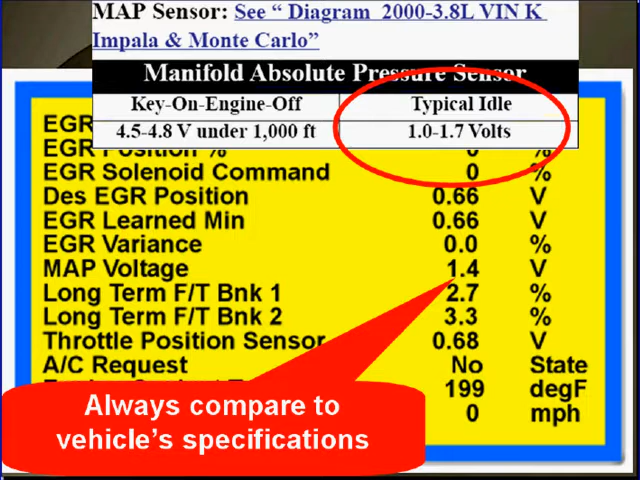 MAP Sensor: See “ Diagram 2000-3.8L VIN K
Impala & Monte Carlo”
Manifold Absolute Pressure Sensor
Key-On-Engine-Off Typical Idle
4.5-4.8 V under 1,000 ft 1.0-1.7 Volts
EGR
EGR Position % 0 %
EGR Solenoid Command 0 %
Des EGR Position 0.66 V
EGR Learned Min 0.66 V
EGR Variance 0.0 %
MAP Voltage 1.4 V
Long Term F/T Bnk 1 2.7 %
Long Term F/T Bnk 2 3.3 %
Throttle Position Sensor 0.68 V
A/C Request No State
199 degF
0 mph
Always compare to
vehicle's specifications